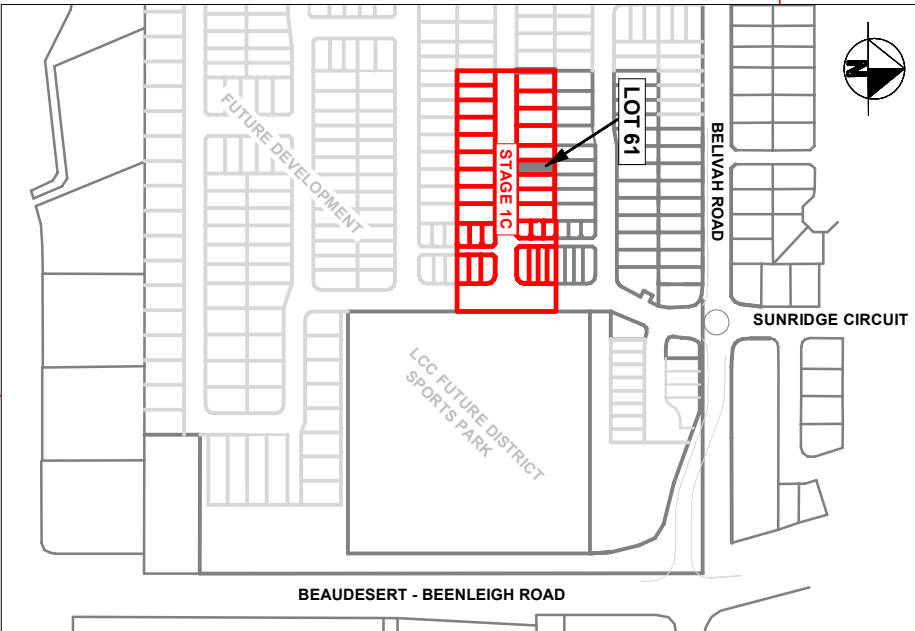 N
LOT 61
FUTURE DEVELOPMENT
STAGE 1C
BELIVAH ROAD
SUNRIDGE CIRCUIT
LCC FUTURE DISTRICT
SPORTS PARK
BEAUDESERT - BEENLEIGH ROAD